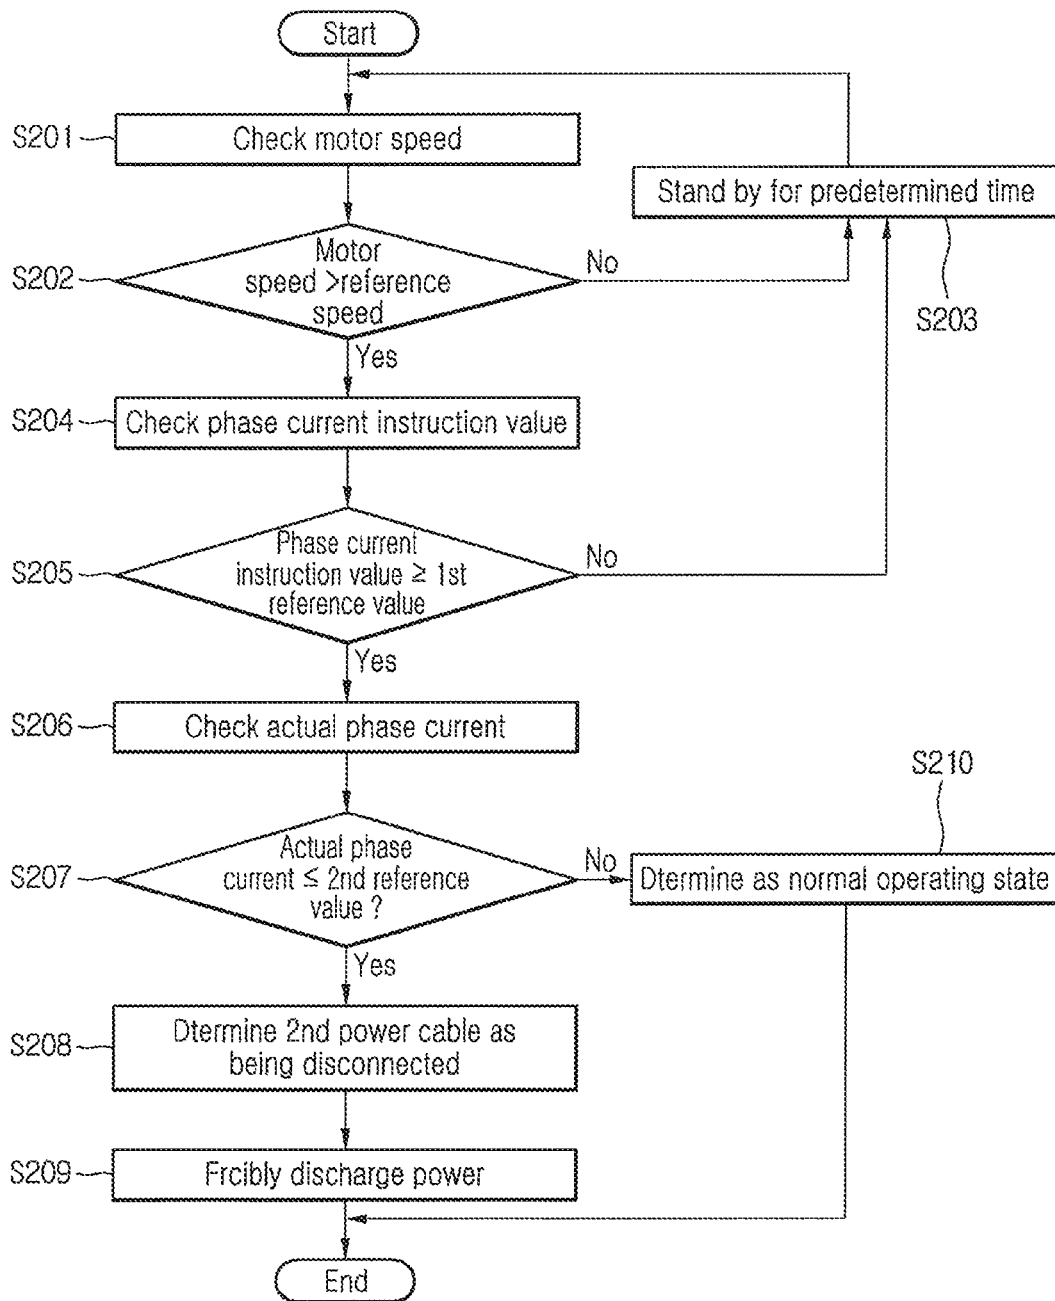 Start
S201
Check motor speed
Stand by for predetermined time
S203
S202
Motor
speed >reference
speed
No
Yes
S204
Check phase current instruction value
S205
Phase current
instruction value ≥ 1st
reference value
No
Yes
S206
Check actual phase current
S210
S207
Actual phase
current ≤ 2nd reference
value ?
No
Dtermine as normal operating state
Yes
S208
Dtermine 2nd power cable as
being disconnected
S209
Frcibly discharge power
End